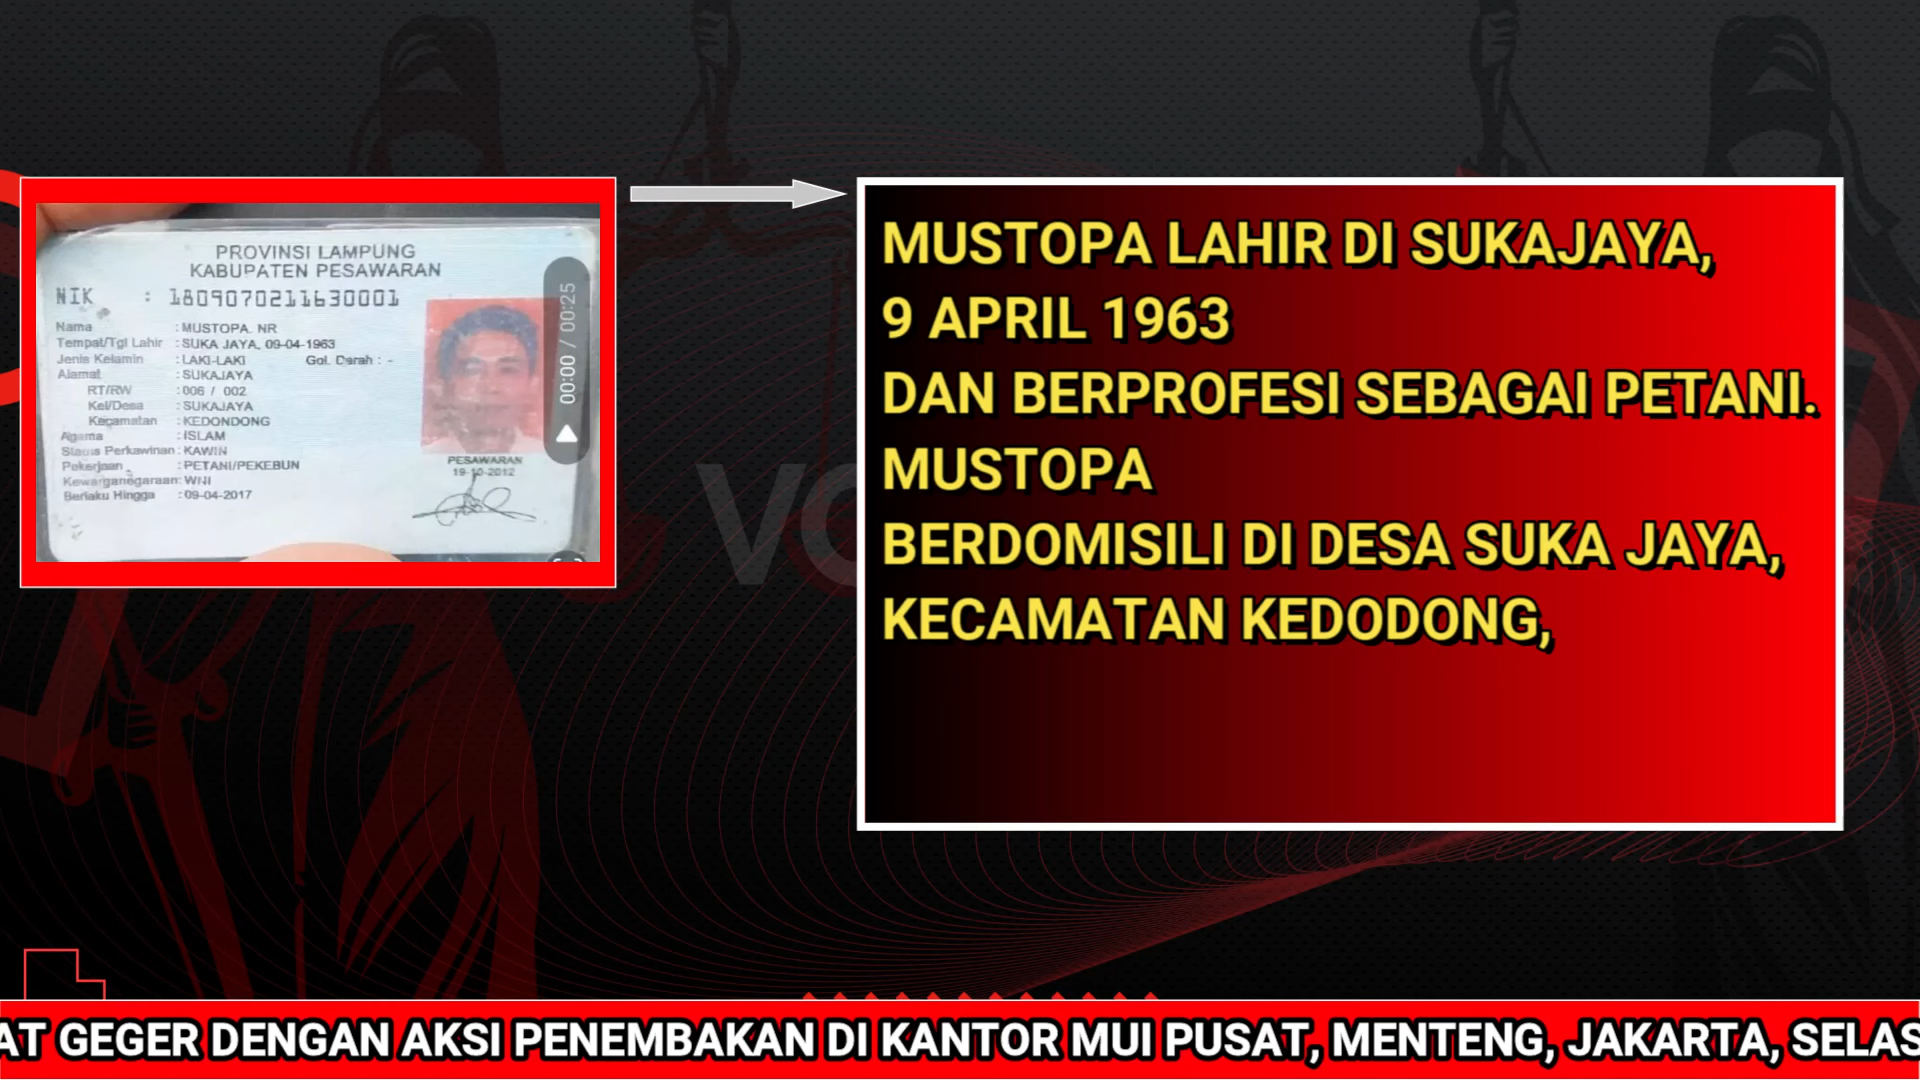 PROVINSI LAMPUNG
KABUPATEN PESAWARAN
NIK : 1809070211630001
Nama : MUSTOPA. NR
Tempat/Tgl Lahir : SUKA JAYA, 09-04-1963
Jenis Kelamin : LAKI-LAKI Gol. Darah : -
Alamat : SUKAJAYA
RT/RW : 006 / 002
Kel/Desa : SUKAJAYA
Kecamatan : KEDONDONG
Agama : ISLAM
Status Perkawinan : KAWIN
Pekerjaan : PETANI/PEKEBUN
Kewarganegaraan: WNI
Berlaku Hingga : 09-04-2017
PESAWARAN
19-10-2012
00:00 / 00:25
MUSTOPA LAHIR DI SUKAJAYA,
9 APRIL 1963
DAN BERPROFESI SEBAGAI PETANI.
MUSTOPA
BERDOMISILI DI DESA SUKA JAYA,
KECAMATAN KEDODONG,
VO
AT GEGER DENGAN AKSI PENEMBAKAN DI KANTOR MUI PUSAT, MENTENG, JAKARTA, SELAS